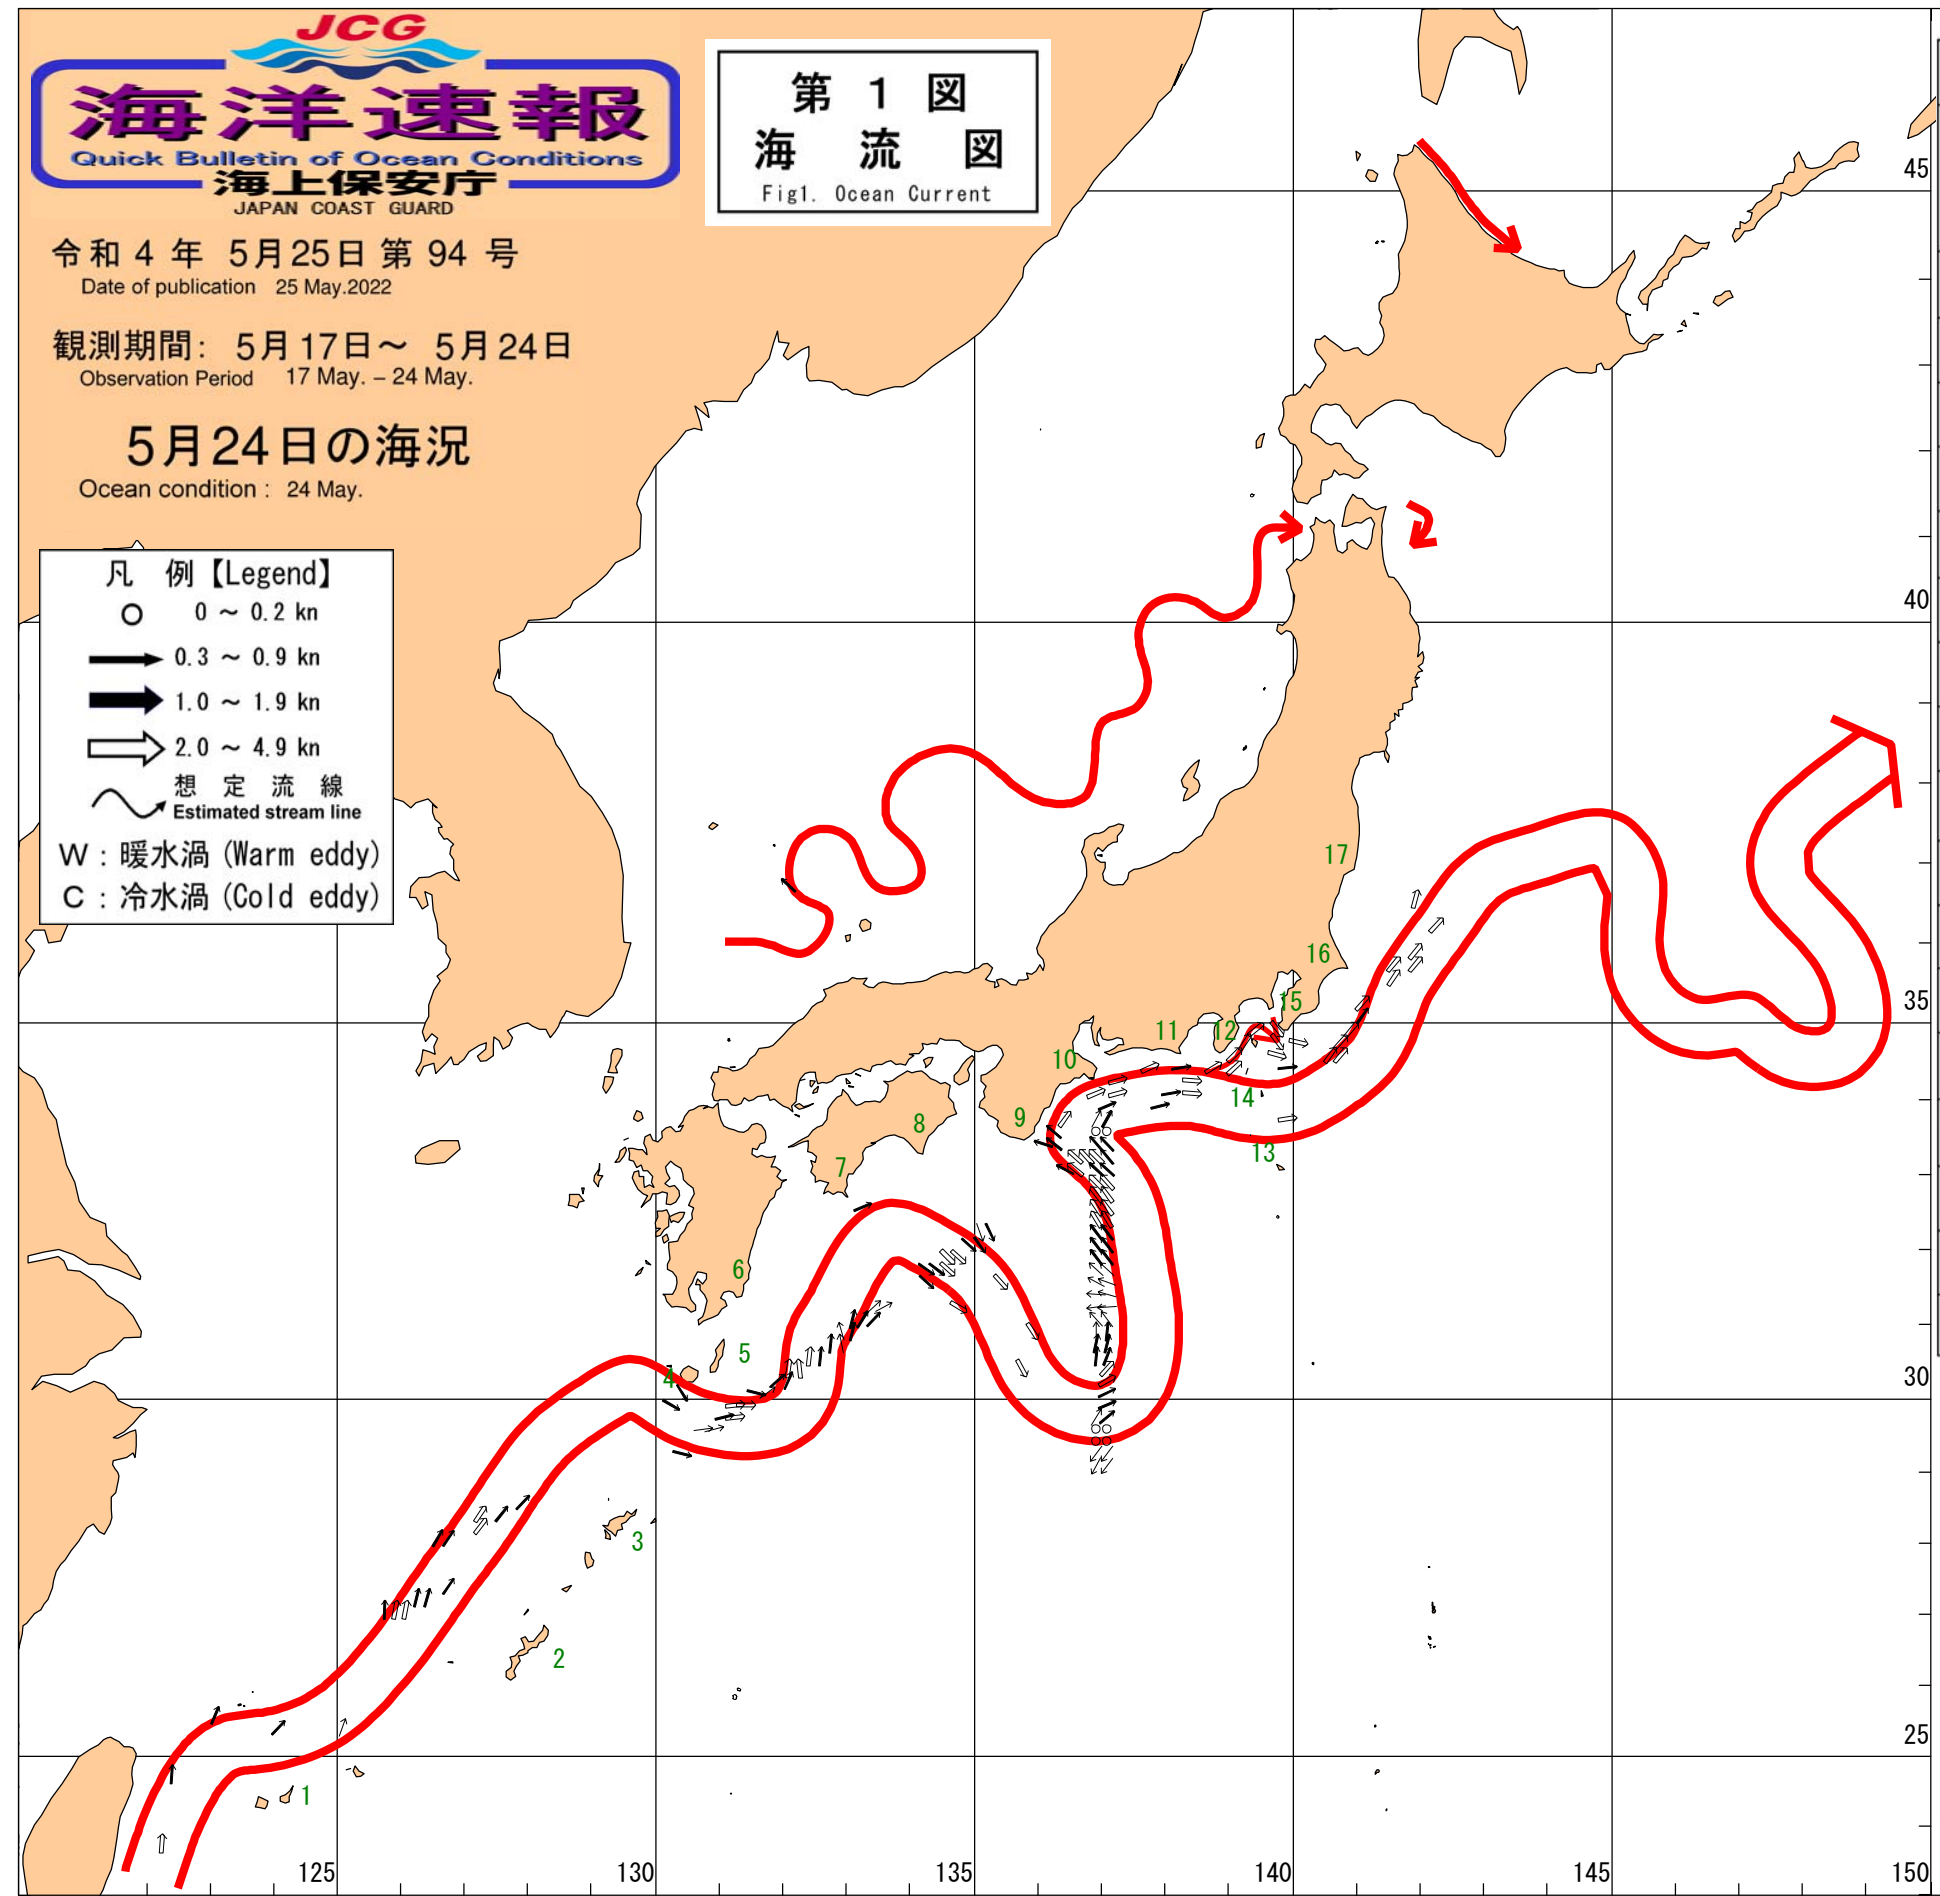 JCG
海洋速報
Quick Bulletin of Ocean Conditions
海上保安庁
JAPAN COAST GUARD
令和 4 年 5月25日 第 94 号
Date of publication 25 May.2022
観測期間: 5月17日～ 5月24日
Observation Period 17 May. – 24 May.
5月24日の海況
Ocean condition : 24 May.
第 1 図
海 流 図
Fig1. Ocean Current
凡 例【Legend】
0 ～ 0.2 kn
0.3 ～ 0.9 kn
1.0 ～ 1.9 kn
2.0 ～ 4.9 kn
想 定 流 線
Estimated stream line
W : 暖水渦 (Warm eddy)
C : 冷水渦 (Cold eddy)
45
40
17
16
35
15
12
11
10
14
9
8
13
7
6
5
4
30
3
2
25
1
125
130
135
140
145
150